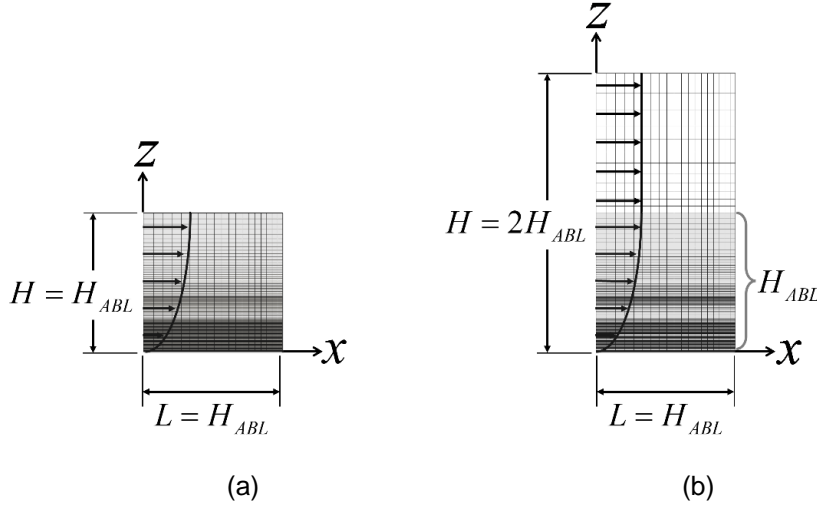 z
x
H = H_ABL
L = H_ABL
(a)
z
H = 2H_ABL
H_ABL
L = H_ABL
(b)
x